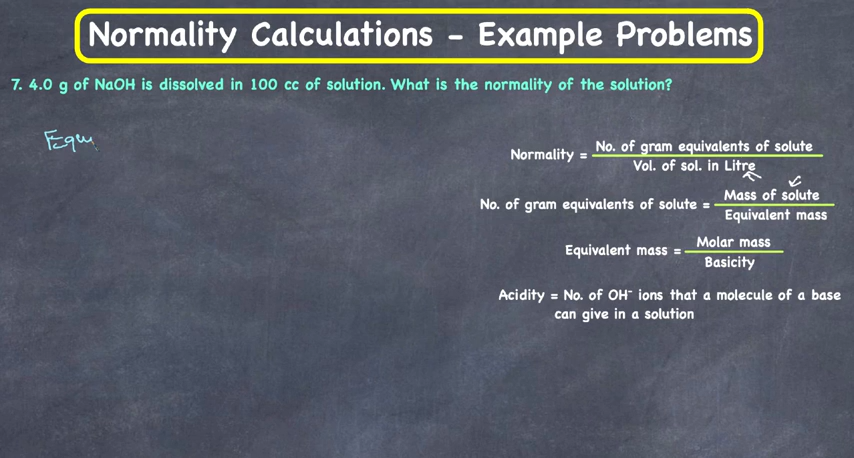 Normality Calculations - Example Problems
7. 4.0 g of NaOH is dissolved in 100 cc of solution. What is the normality of the solution?
Equ
Normality = No. of gram equivalents of solute
Vol. of sol. in Litre
No. of gram equivalents of solute = Mass of solute
Equivalent mass
Equivalent mass = Molar mass
Basicity
Acidity = No. of OH⁻ ions that a molecule of a base
can give in a solution